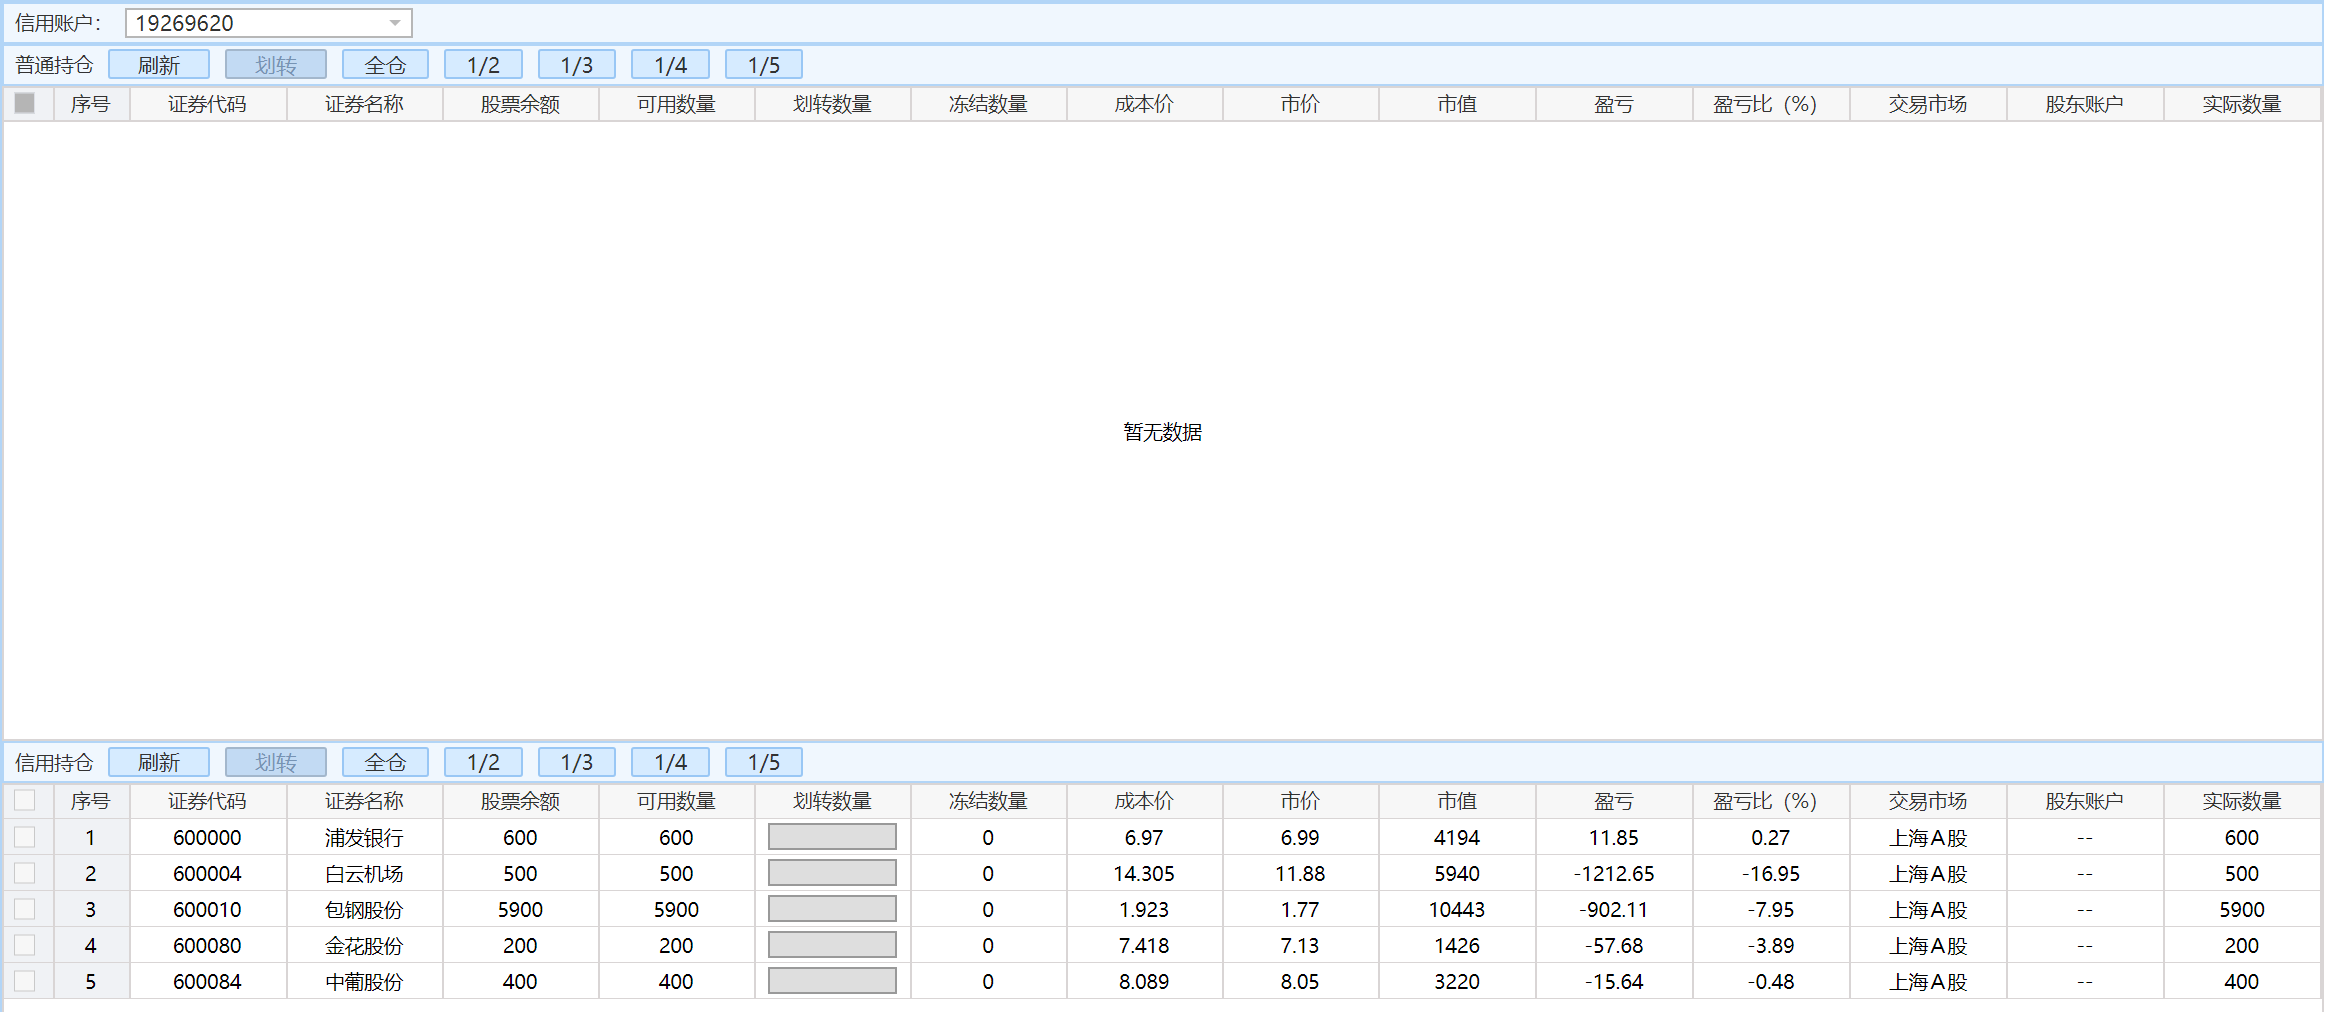 信用账户： 19269620
普通持仓 刷新 划转 全仓 1/2 1/3 1/4 1/5
序号 证券代码 证券名称 股票余额 可用数量 划转数量 冻结数量 成本价 市价 市值 盈亏 盈亏比（%） 交易市场 股东账户 实际数量
暂无数据
信用持仓 刷新 划转 全仓 1/2 1/3 1/4 1/5
序号 证券代码 证券名称 股票余额 可用数量 划转数量 冻结数量 成本价 市价 市值 盈亏 盈亏比（%） 交易市场 股东账户 实际数量
1 600000 浦发银行 600 600 0 6.97 6.99 4194 11.85 0.27 上海A股 -- 600
2 600004 白云机场 500 500 0 14.305 11.88 5940 -1212.65 -16.95 上海A股 -- 500
3 600010 包钢股份 5900 5900 0 1.923 1.77 10443 -902.11 -7.95 上海A股 -- 5900
4 600080 金花股份 200 200 0 7.418 7.13 1426 -57.68 -3.89 上海A股 -- 200
5 600084 中葡股份 400 400 0 8.089 8.05 3220 -15.64 -0.48 上海A股 -- 400